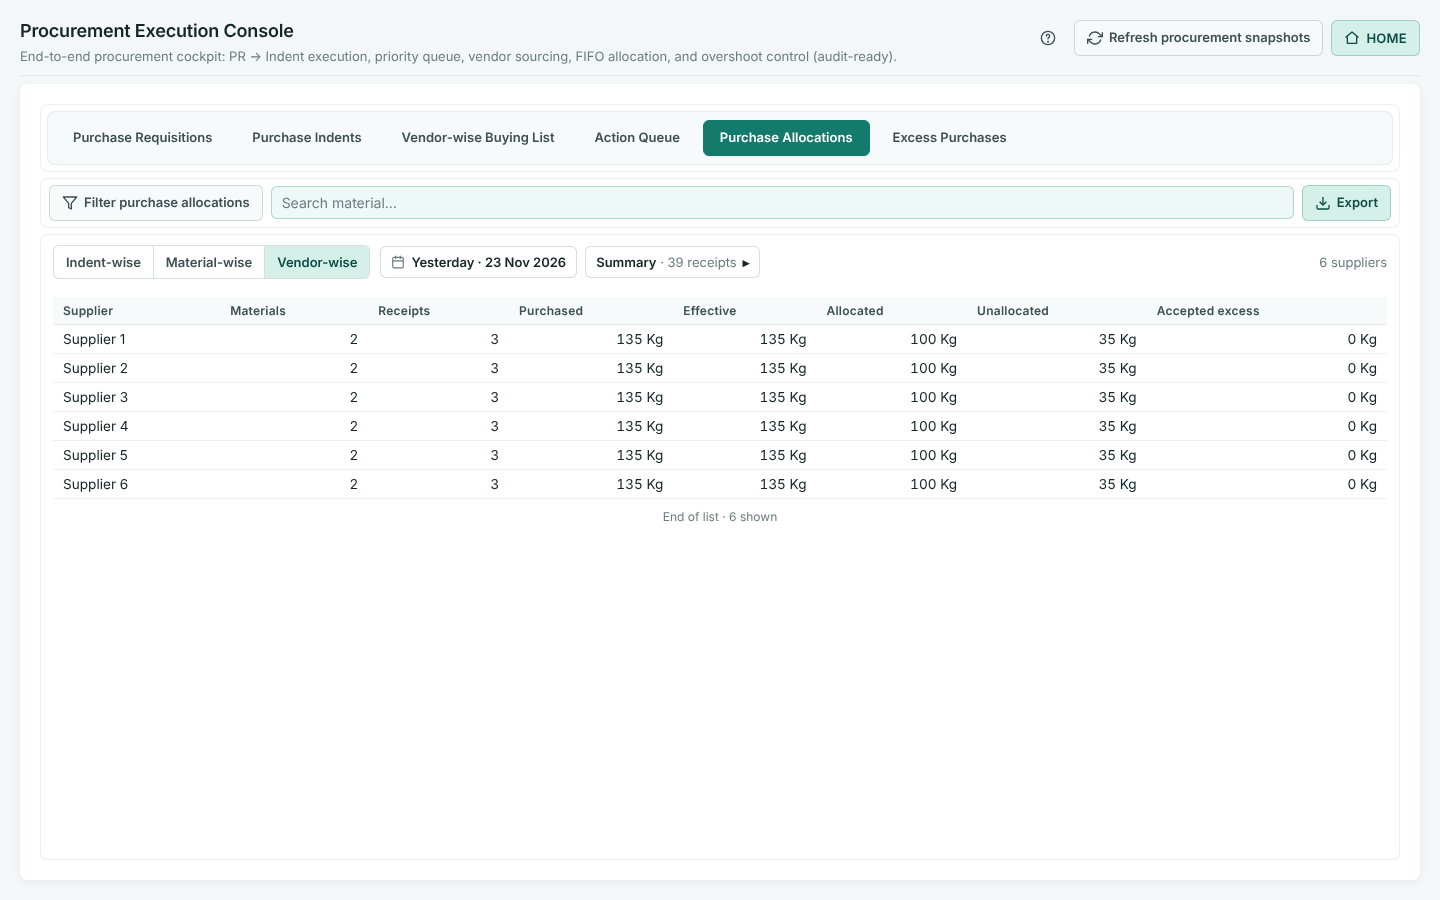 Procurement Execution Console
End-to-end procurement cockpit: PR → Indent execution, priority queue, vendor sourcing, FIFO allocation, and overshoot control (audit-ready).
Refresh procurement snapshots
HOME
Purchase Requisitions
Purchase Indents
Vendor-wise Buying List
Action Queue
Purchase Allocations
Excess Purchases
Filter purchase allocations
Search material...
Export
Indent-wise
Material-wise
Vendor-wise
Yesterday · 23 Nov 2026
Summary · 39 receipts ▸
6 suppliers
Supplier Materials Receipts Purchased Effective Allocated Unallocated Accepted excess
Supplier 1 2 3 135 Kg 135 Kg 100 Kg 35 Kg 0 Kg
Supplier 2 2 3 135 Kg 135 Kg 100 Kg 35 Kg 0 Kg
Supplier 3 2 3 135 Kg 135 Kg 100 Kg 35 Kg 0 Kg
Supplier 4 2 3 135 Kg 135 Kg 100 Kg 35 Kg 0 Kg
Supplier 5 2 3 135 Kg 135 Kg 100 Kg 35 Kg 0 Kg
Supplier 6 2 3 135 Kg 135 Kg 100 Kg 35 Kg 0 Kg
End of list · 6 shown